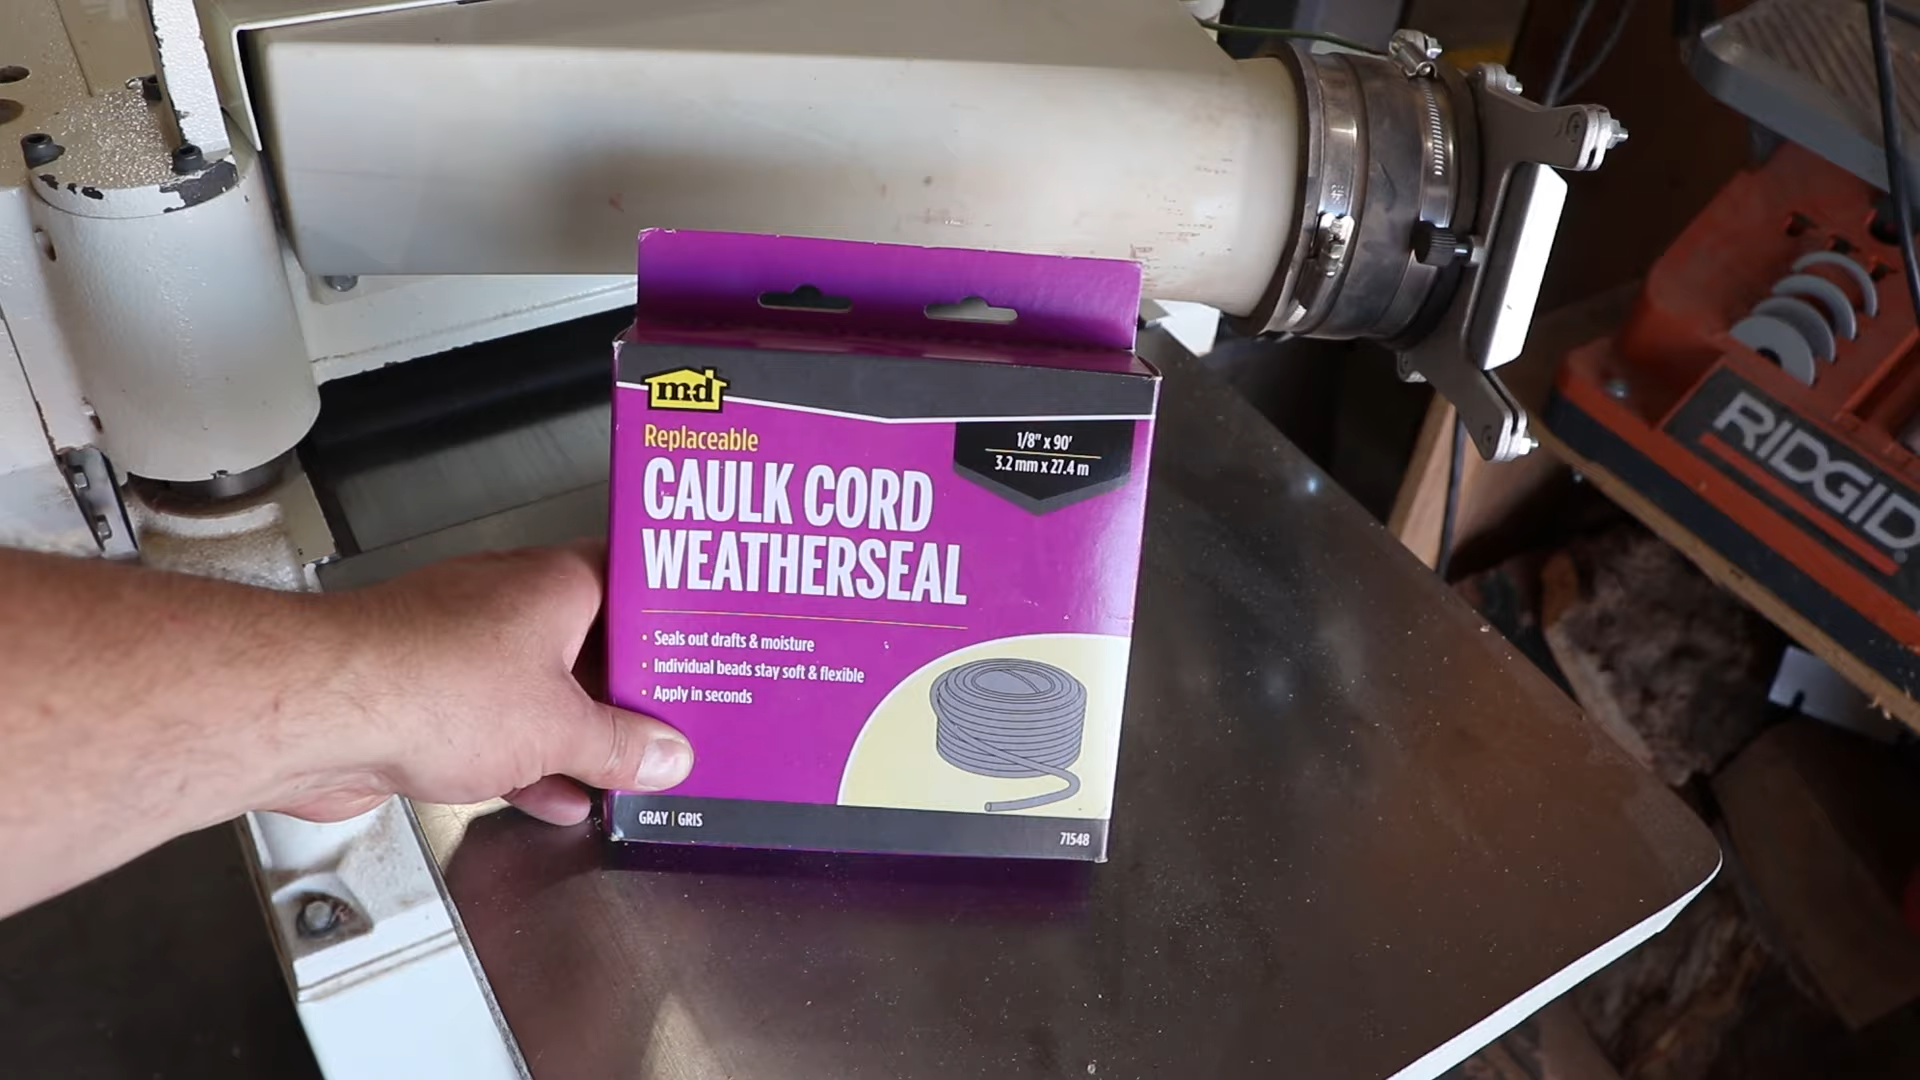 m·d
Replaceable
CAULK CORD
WEATHERSEAL
1/8" x 90'
3.2 mm x 27.4 m
• Seals out drafts & moisture
• Individual beads stay soft & flexible
• Apply in seconds
GRAY | GRIS
71548
RIDGID